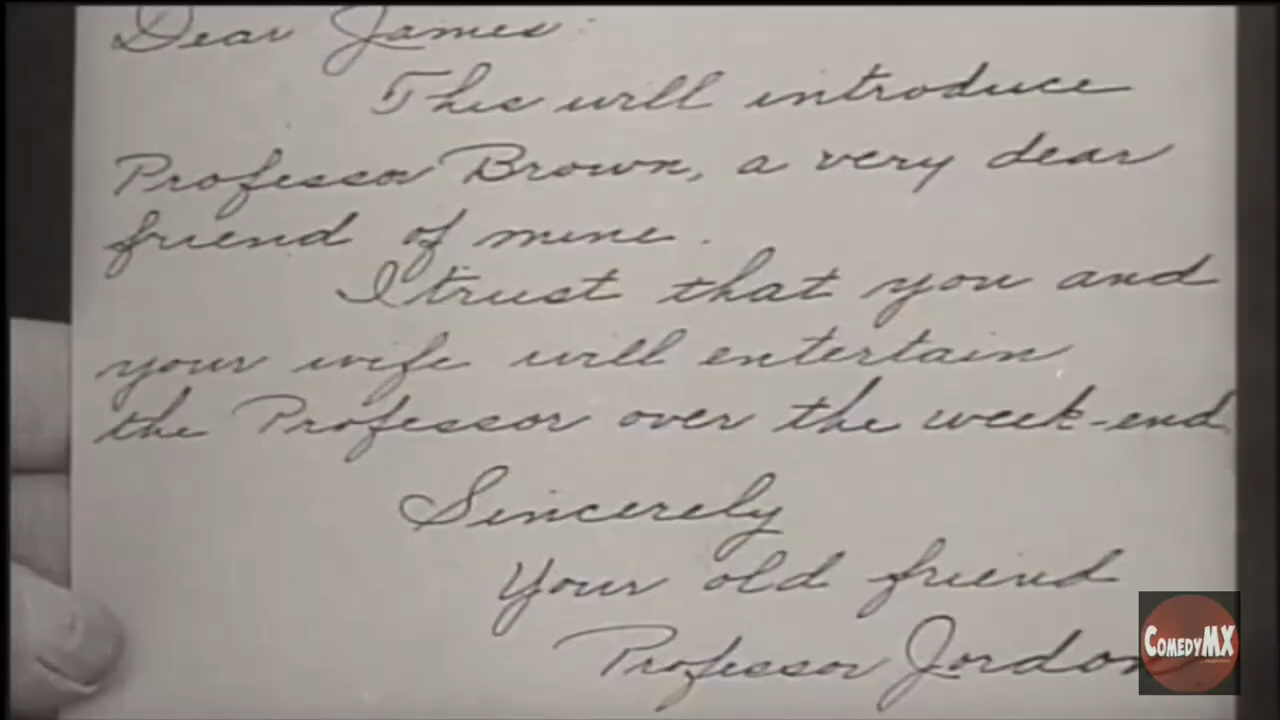 Dear James:
This will introduce
Professor Brown, a very dear
friend of mine.
I trust that you and
your wife will entertain
the Professor over the week-end
Sincerely
Your old friend
Professor Jordon
COMEDYMX